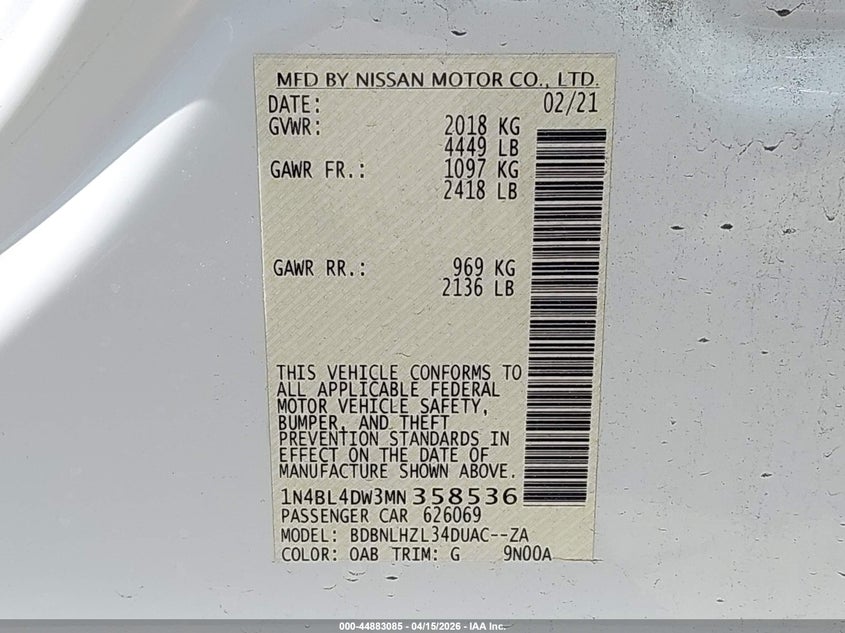 MFD BY NISSAN MOTOR CO., LTD.
DATE: 02/21
GVWR: 2018 KG
4449 LB
GAWR FR.: 1097 KG
2418 LB
GAWR RR.: 969 KG
2136 LB
THIS VEHICLE CONFORMS TO
ALL APPLICABLE FEDERAL
MOTOR VEHICLE SAFETY,
BUMPER, AND THEFT
PREVENTION STANDARDS IN
EFFECT ON THE DATE OF
MANUFACTURE SHOWN ABOVE.
1N4BL4DW3MN358536
PASSENGER CAR 626069
MODEL: BDBNLHZL34DUAC--ZA
COLOR: OAB TRIM: G 9N00A
000-44883085 - 04/15/2026 - IAA Inc.